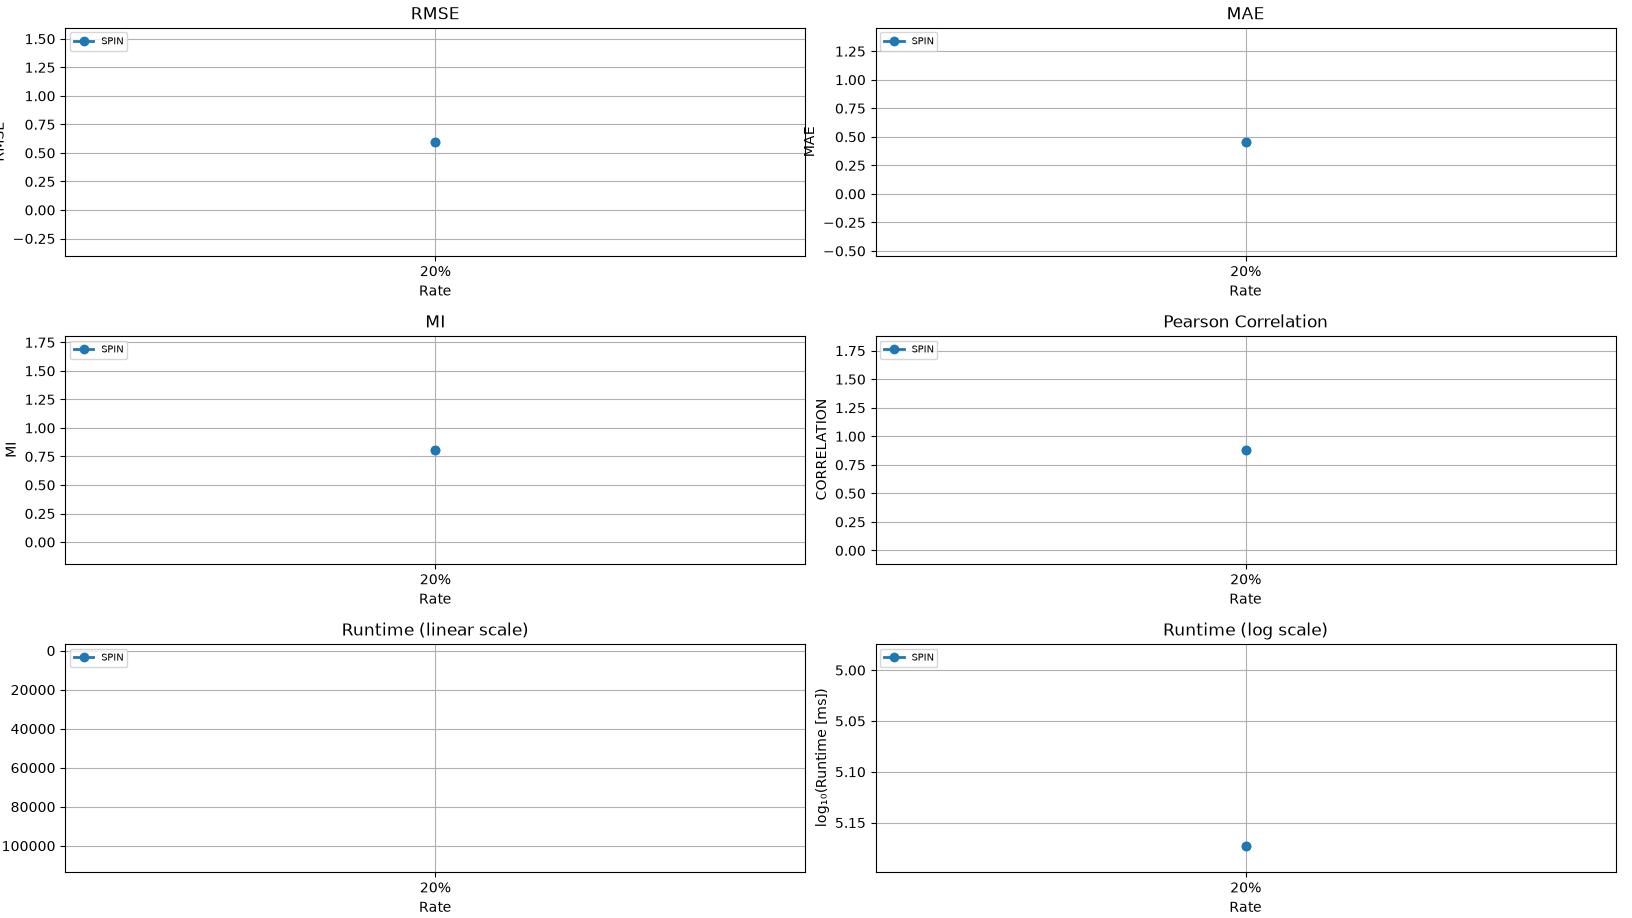 RMSE
SPIN
1.50
1.25
1.00
0.75
0.50
0.25
0.00
−0.25
RMSE
20%
Rate
MAE
SPIN
1.25
1.00
0.75
0.50
0.25
0.00
−0.25
−0.50
MAE
20%
Rate
MI
SPIN
1.75
1.50
1.25
1.00
0.75
0.50
0.25
0.00
MI
20%
Rate
Pearson Correlation
SPIN
1.75
1.50
1.25
1.00
0.75
0.50
0.25
0.00
CORRELATION
20%
Rate
Runtime (linear scale)
SPIN
0
20000
40000
60000
80000
100000
20%
Rate
Runtime (log scale)
SPIN
5.00
5.05
5.10
5.15
log₁₀(Runtime [ms])
20%
Rate